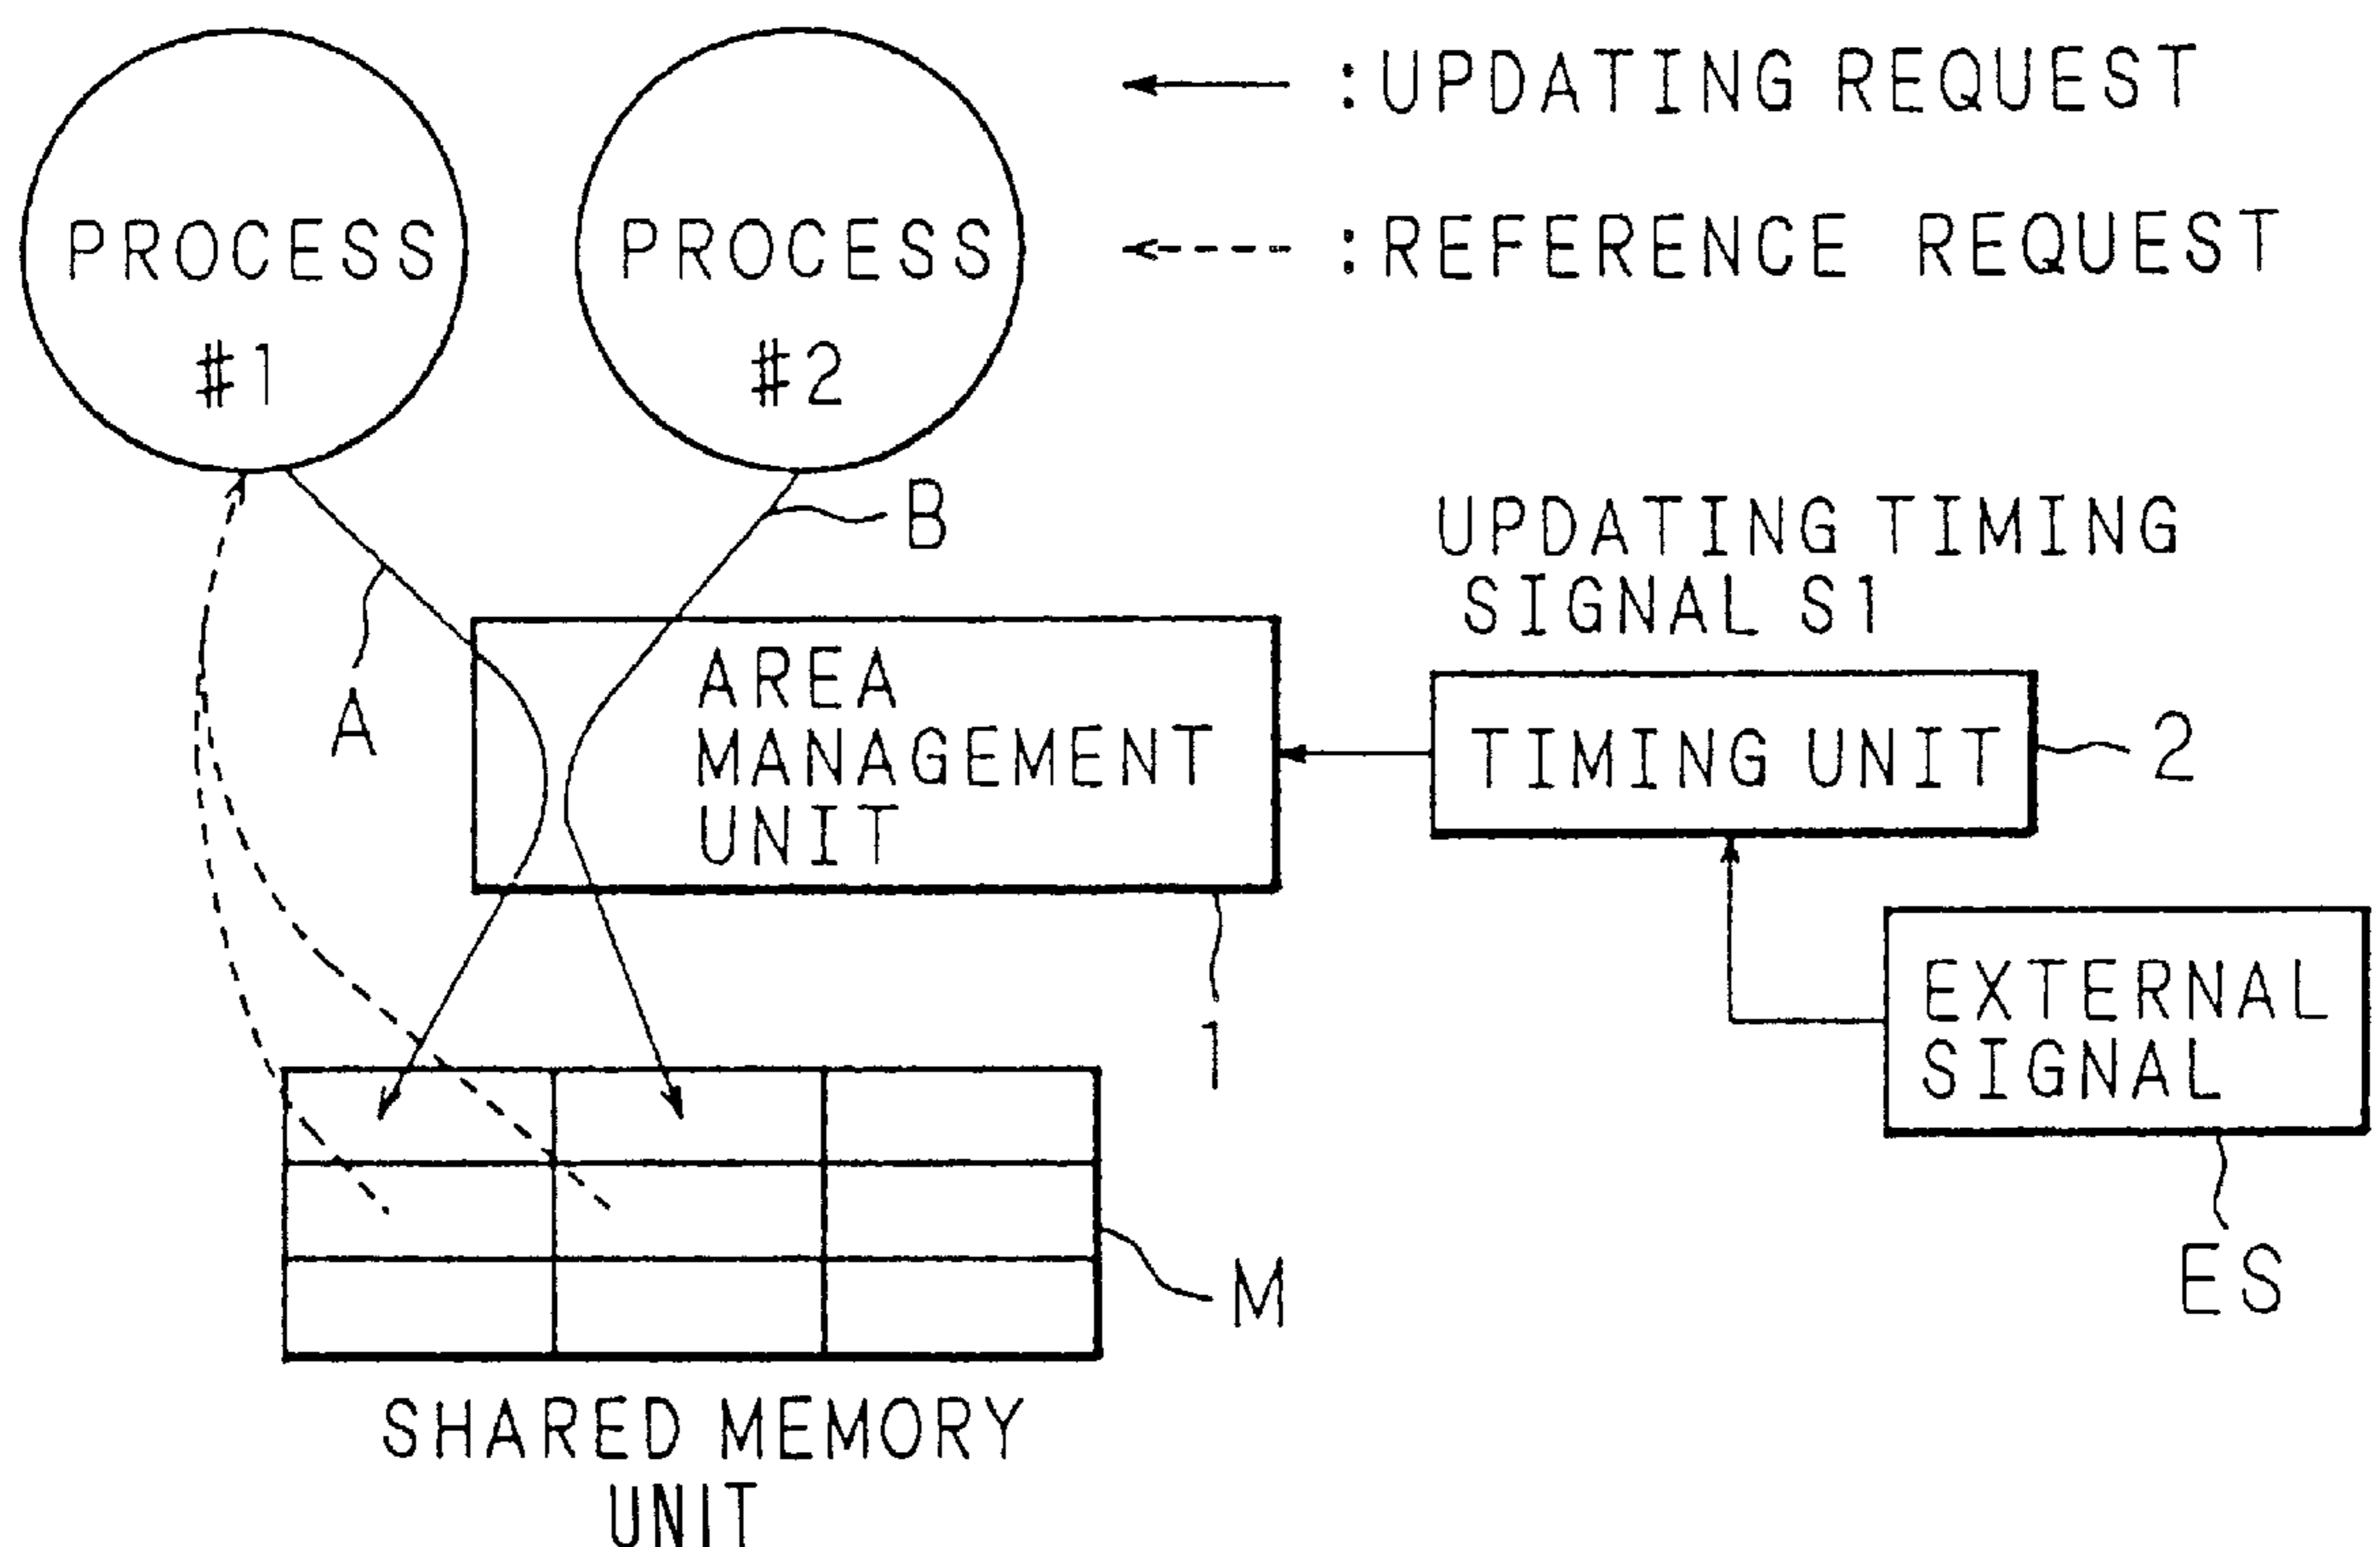 :UPDATING REQUEST
:REFERENCE REQUEST
PROCESS
#1
PROCESS
#2
A
B
UPDATING TIMING
SIGNAL S1
AREA
MANAGEMENT
UNIT
1
TIMING UNIT
2
EXTERNAL
SIGNAL
ES
M
SHARED MEMORY
UNIT